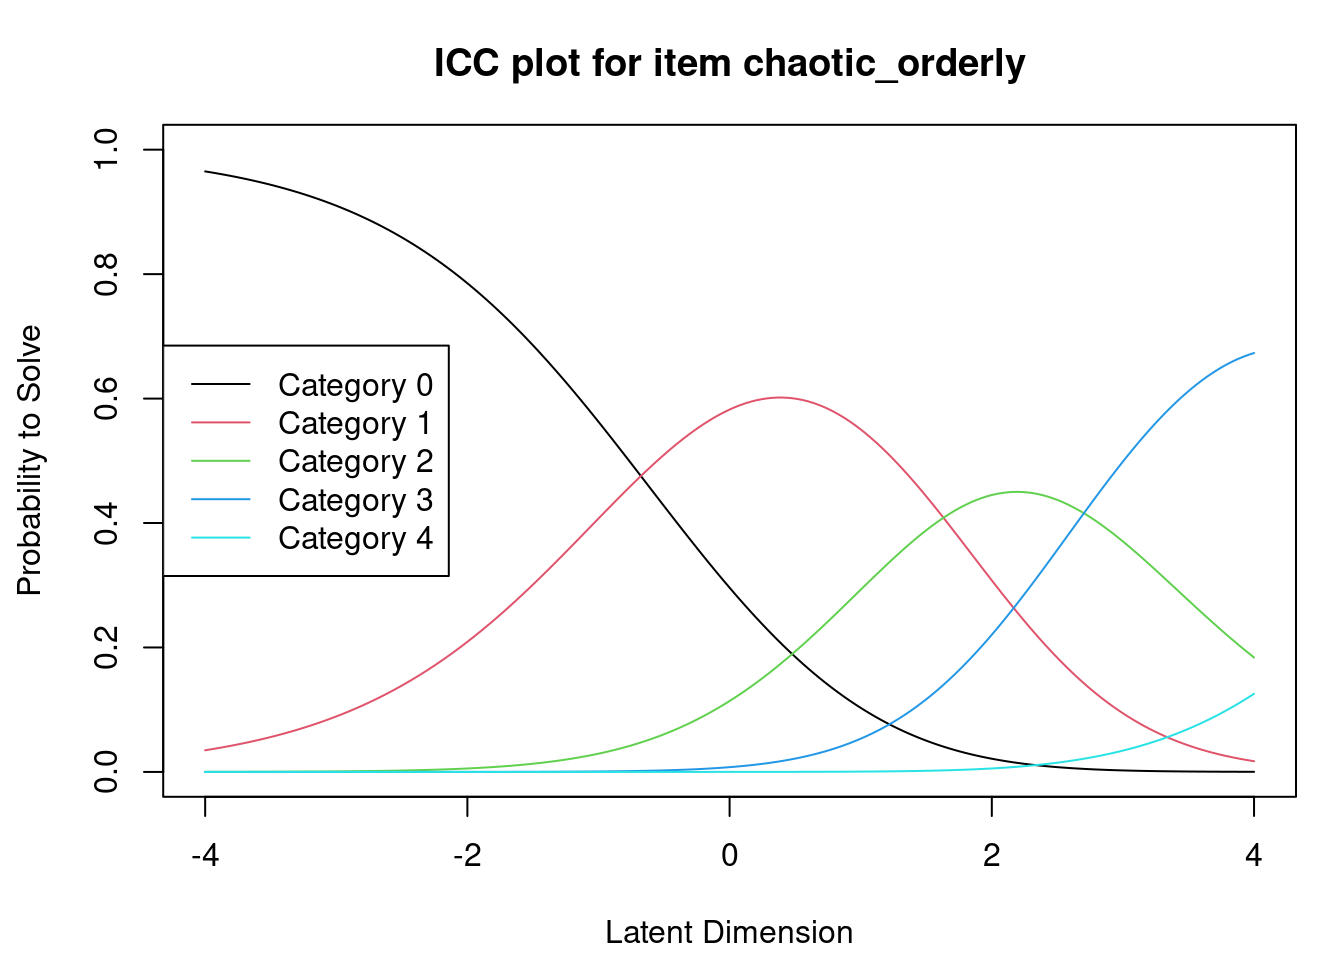 ICC plot for item chaotic_orderly
Probability to Solve
1.0
0.8
0.6
0.4
0.2
0.0
Category 0
Category 1
Category 2
Category 3
Category 4
-4 -2 0 2 4
Latent Dimension